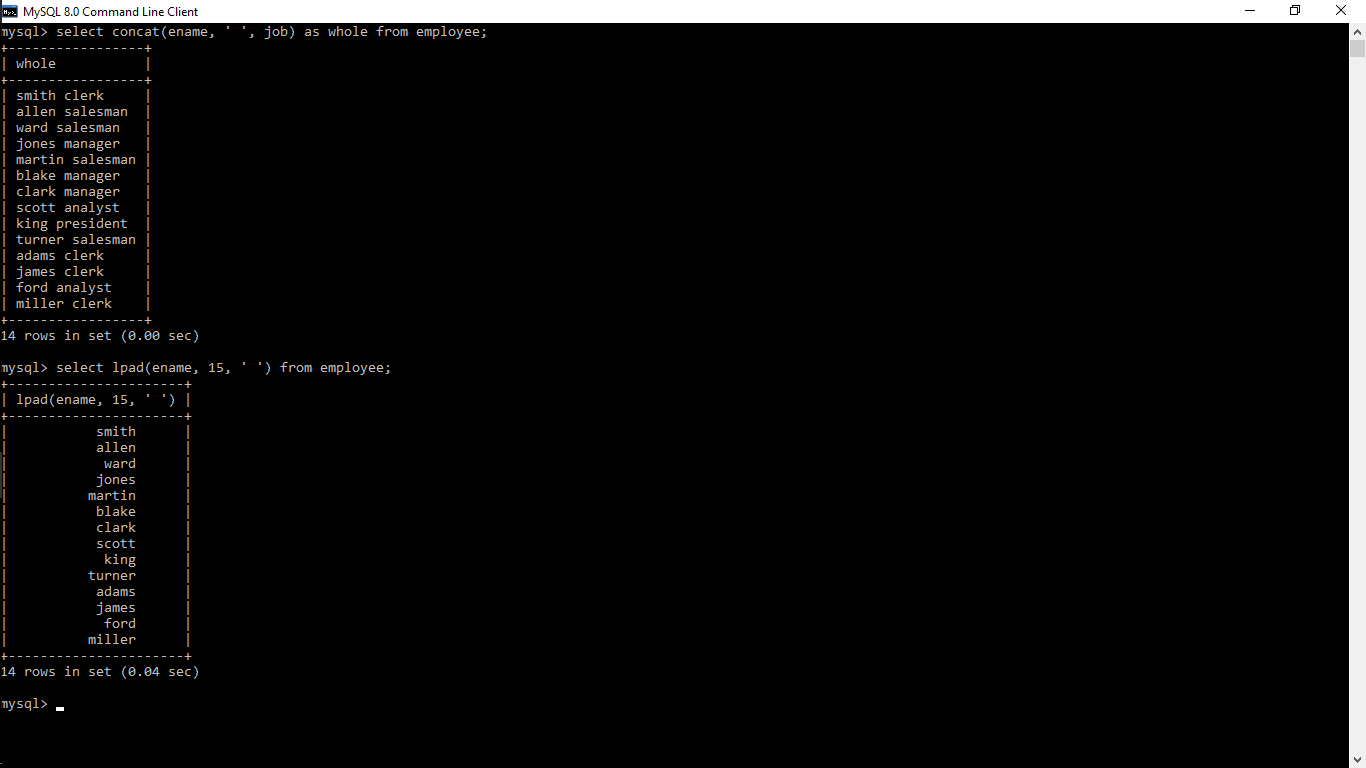 MySQL 8.0 Command Line Client
mysql> select concat(ename, ' ', job) as whole from employee;
+-----------------+
| whole           |
+-----------------+
| smith clerk     |
| allen salesman  |
| ward salesman   |
| jones manager   |
| martin salesman |
| blake manager   |
| clark manager   |
| scott analyst   |
| king president  |
| turner salesman |
| adams clerk     |
| james clerk     |
| ford analyst    |
| miller clerk    |
+-----------------+
14 rows in set (0.00 sec)
mysql> select lpad(ename, 15, ' ') from employee;
+----------------------+
| lpad(ename, 15, ' ') |
+----------------------+
|           smith      |
|           allen      |
|            ward      |
|           jones      |
|          martin      |
|           blake      |
|           clark      |
|           scott      |
|            king      |
|          turner      |
|           adams      |
|           james      |
|            ford      |
|          miller      |
+----------------------+
14 rows in set (0.04 sec)
mysql>